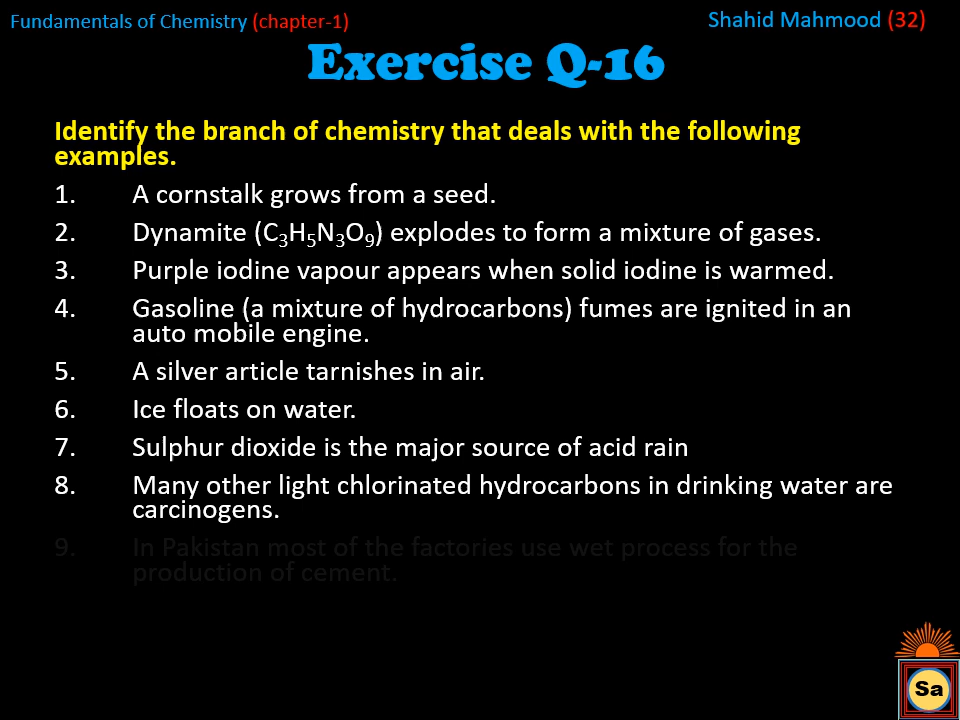 Fundamentals of Chemistry (chapter-1)
Shahid Mahmood (32)
Exercise Q-16
Identify the branch of chemistry that deals with the following
examples.
1. A cornstalk grows from a seed.
2. Dynamite (C₃H₅N₃O₉) explodes to form a mixture of gases.
3. Purple iodine vapour appears when solid iodine is warmed.
4. Gasoline (a mixture of hydrocarbons) fumes are ignited in an
auto mobile engine.
5. A silver article tarnishes in air.
6. Ice floats on water.
7. Sulphur dioxide is the major source of acid rain
8. Many other light chlorinated hydrocarbons in drinking water are
carcinogens.
9. In Pakistan most of the factories use wet process for the
production of cement.
Sa